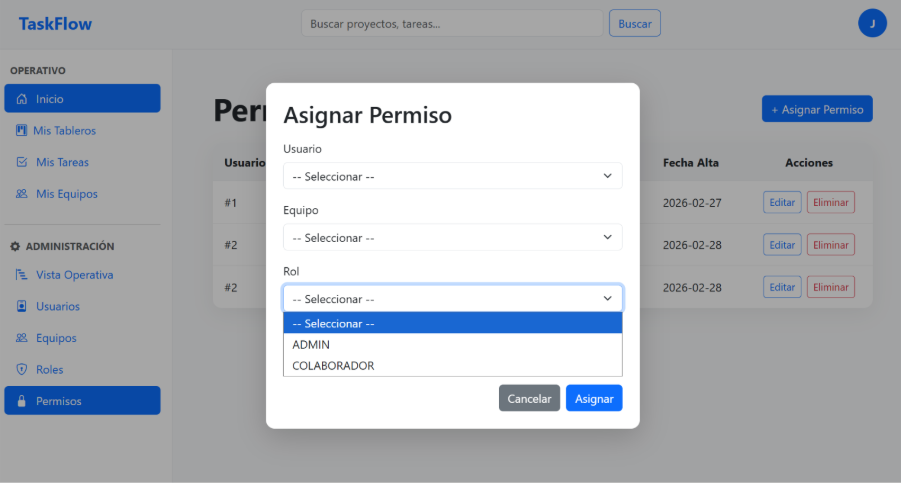 TaskFlow
Buscar proyectos, tareas...
Buscar
J
OPERATIVO
Inicio
Mis Tableros
Mis Tareas
Mis Equipos
ADMINISTRACIÓN
Vista Operativa
Usuarios
Equipos
Roles
Permisos
+ Asignar Permiso
Usuario
Fecha Alta
Acciones
#1
2026-02-27
Editar
Eliminar
#2
2026-02-28
Editar
Eliminar
#2
2026-02-28
Editar
Eliminar
Asignar Permiso
Usuario
-- Seleccionar --
Equipo
-- Seleccionar --
Rol
-- Seleccionar --
-- Seleccionar --
ADMIN
COLABORADOR
Cancelar
Asignar